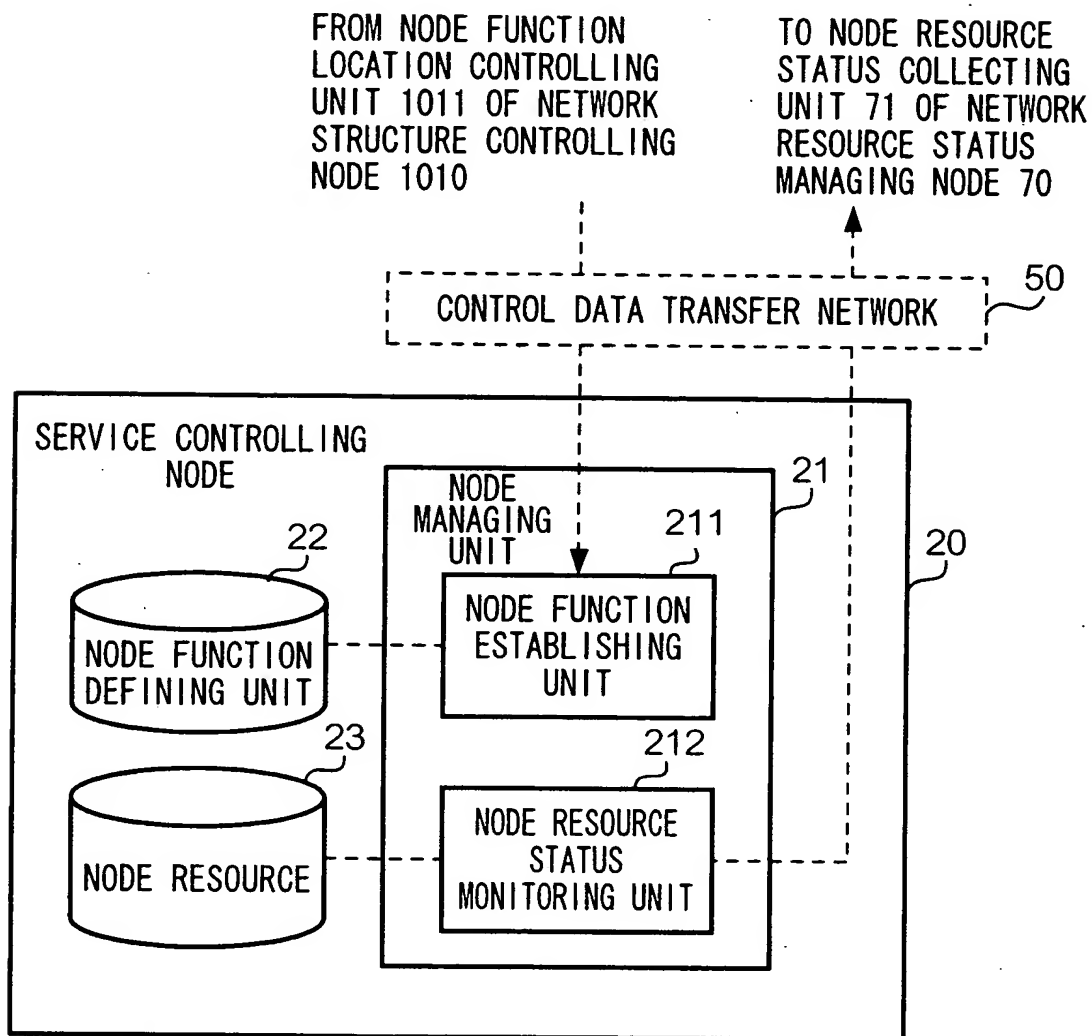 FROM NODE FUNCTION
LOCATION CONTROLLING
UNIT 1011 OF NETWORK
STRUCTURE CONTROLLING
NODE 1010
TO NODE RESOURCE
STATUS COLLECTING
UNIT 71 OF NETWORK
RESOURCE STATUS
MANAGING NODE 70
50
CONTROL DATA TRANSFER NETWORK
SERVICE CONTROLLING
NODE
21
NODE
MANAGING
UNIT
20
22
211
NODE FUNCTION
DEFINING UNIT
NODE FUNCTION
ESTABLISHING
UNIT
23
212
NODE RESOURCE
NODE RESOURCE
STATUS
MONITORING UNIT